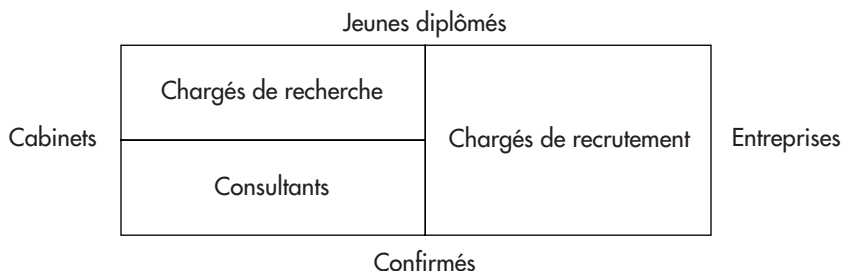 Jeunes diplômés
Chargés de recherche
Cabinets
Chargés de recrutement
Entreprises
Consultants
Confirmés